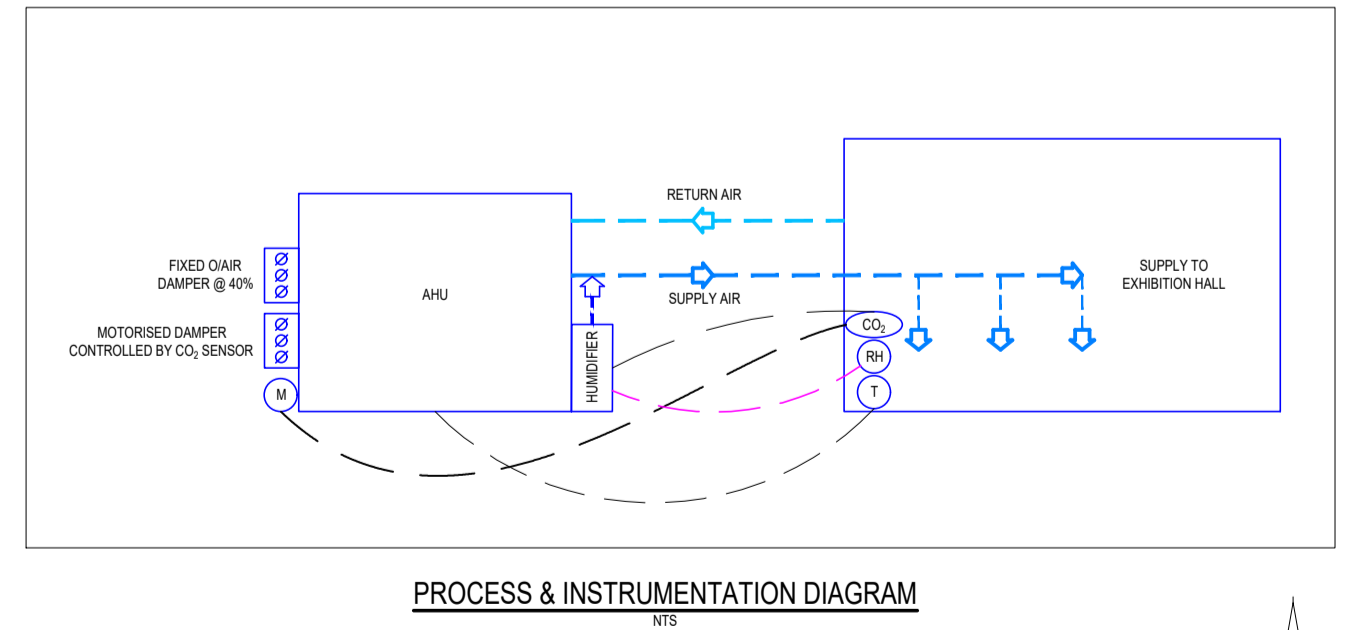 RETURN AIR
FIXED O/AIR
DAMPER @ 40%
AHU
SUPPLY AIR
SUPPLY TO
EXHIBITION HALL
MOTORISED DAMPER
CONTROLLED BY CO₂ SENSOR
HUMIDIFIER
CO₂
RH
M
T
PROCESS & INSTRUMENTATION DIAGRAM
NTS